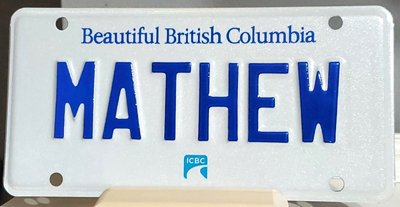 Beautiful British Columbia
MATHEW
ICBC